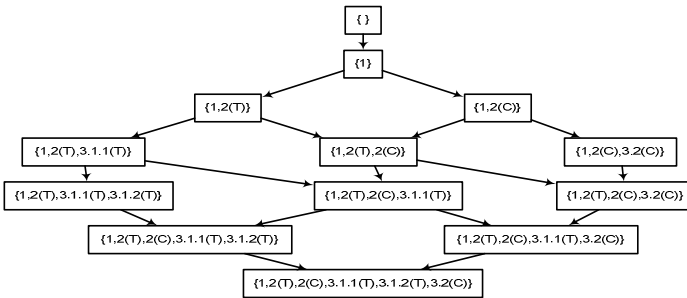 { }
{1}
{1,2(T)}
{1,2(C)}
{1,2(T),3.1.1(T)}
{1,2(T),2(C)}
{1,2(C),3.2(C)}
{1,2(T),3.1.1(T),3.1.2(T)}
{1,2(T),2(C),3.1.1(T)}
{1,2(T),2(C),3.2(C)}
{1,2(T),2(C),3.1.1(T),3.1.2(T)}
{1,2(T),2(C),3.1.1(T),3.2(C)}
{1,2(T),2(C),3.1.1(T),3.1.2(T),3.2(C)}